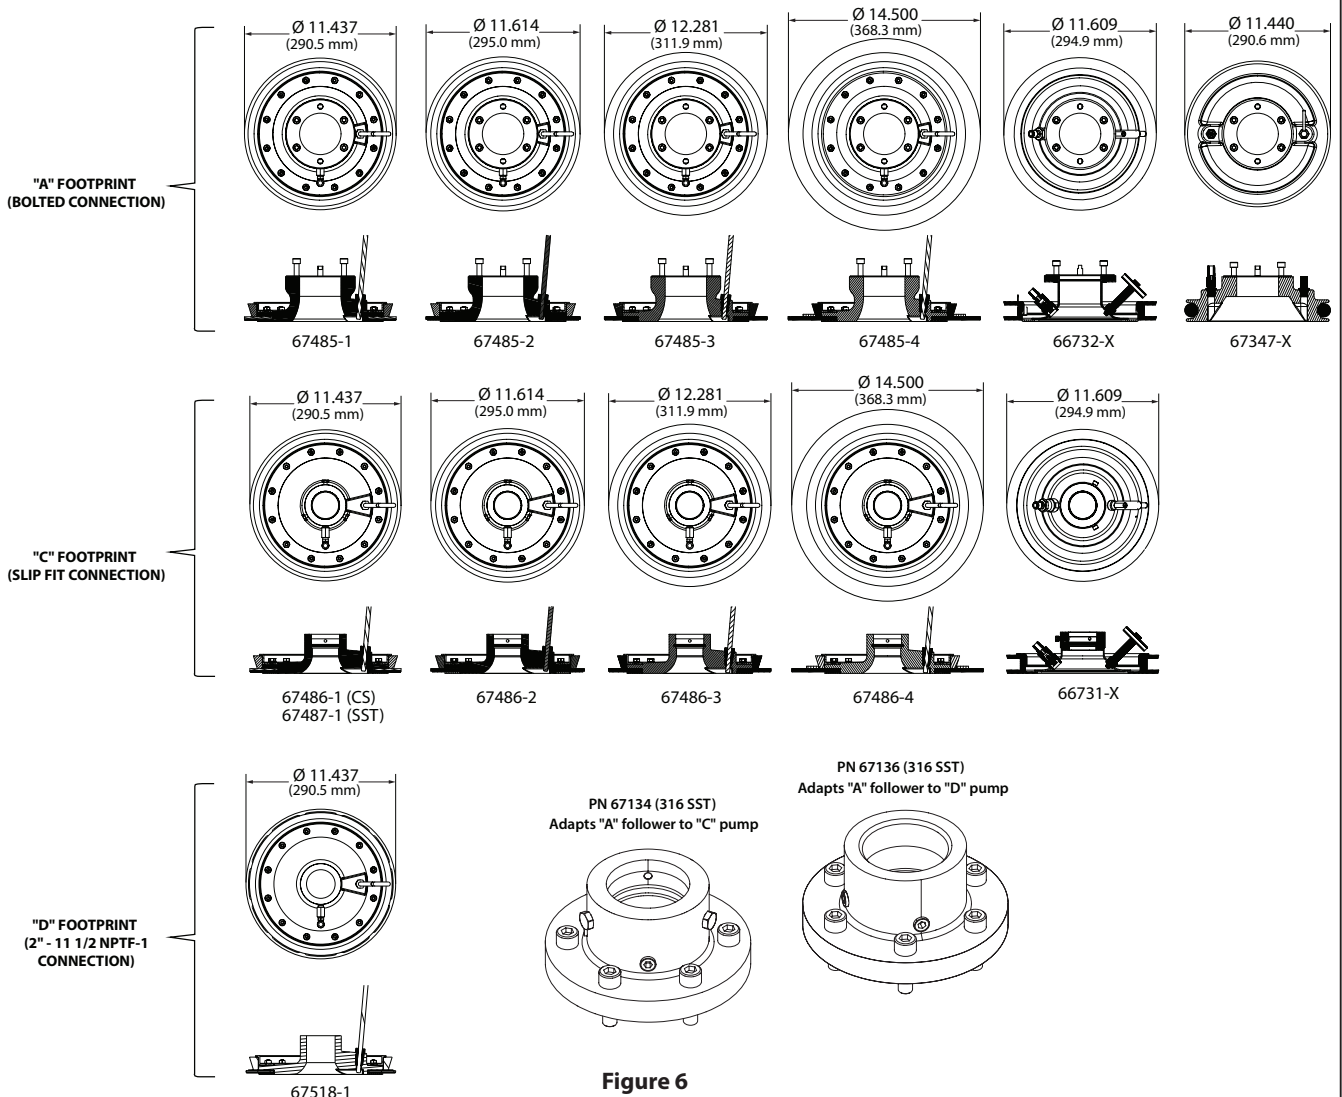 Ø 11.437
(290.5 mm)
Ø 11.614
(295.0 mm)
Ø 12.281
(311.9 mm)
Ø 14.500
(368.3 mm)
Ø 11.609
(294.9 mm)
Ø 11.440
(290.6 mm)
"A" FOOTPRINT
(BOLTED CONNECTION)
67485-1
67485-2
67485-3
67485-4
66732-X
67347-X
Ø 11.437
(290.5 mm)
Ø 11.614
(295.0 mm)
Ø 12.281
(311.9 mm)
Ø 14.500
(368.3 mm)
Ø 11.609
(294.9 mm)
"C" FOOTPRINT
(SLIP FIT CONNECTION)
67486-1 (CS)
67487-1 (SST)
67486-2
67486-3
67486-4
66731-X
Ø 11.437
(290.5 mm)
"D" FOOTPRINT
(2" - 11 1/2 NPTF-1
CONNECTION)
67518-1
PN 67134 (316 SST)
Adapts "A" follower to "C" pump
PN 67136 (316 SST)
Adapts "A" follower to "D" pump
Figure 6